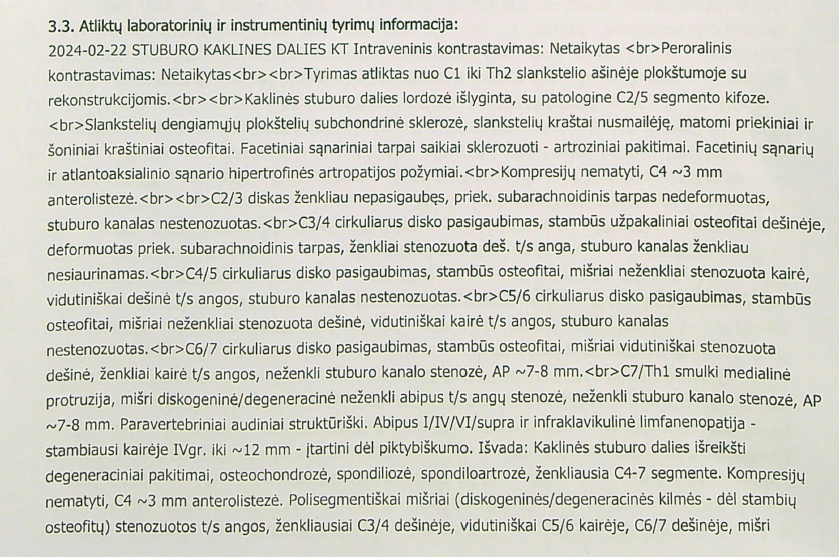 3.3. Atliktų laboratorinių ir instrumentinių tyrimų informacija:
2024-02-22 STUBURO KAKLINES DALIES KT Intraveninis kontrastavimas: Netaikytas <br>Peroralinis
kontrastavimas: Netaikytas<br><br>Tyrimas atliktas nuo C1 iki Th2 slankstelio ašinėje plokštumoje su
rekonstrukcijomis.<br><br>Kaklinės stuburo dalies lordozė išlyginta, su patologine C2/5 segmento kifoze.
<br>Slankstelių dengiamųjų plokštelių subchondrinė sklerozė, slankstelių kraštai nusmailėję, matomi priekiniai ir
šoniniai kraštiniai osteofitai. Facetiniai sąnariniai tarpai saikiai sklerozuoti - artroziniai pakitimai. Facetinių sąnarių
ir atlantoaksialinio sąnario hipertrofinės artropatijos požymiai.<br>Kompresijų nematyti, C4 ~3 mm
anterolistezė.<br><br>C2/3 diskas ženkliau nepasigaubęs, priek. subarachnoidinis tarpas nedeformuotas,
stuburo kanalas nestenozuotas.<br>C3/4 cirkuliarus disko pasigaubimas, stambūs užpakaliniai osteofitai dešinėje,
deformuotas priek. subarachnoidinis tarpas, ženkliai stenozuota deš. t/s anga, stuburo kanalas ženkliau
nesiaurinamas.<br>C4/5 cirkuliarus disko pasigaubimas, stambūs osteofitai, mišriai neženkliai stenozuota kairė,
vidutiniškai dešinė t/s angos, stuburo kanalas nestenozuotas.<br>C5/6 cirkuliarus disko pasigaubimas, stambūs
osteofitai, mišriai neženkliai stenozuota dešinė, vidutiniškai kairė t/s angos, stuburo kanalas
nestenozuotas.<br>C6/7 cirkuliarus disko pasigaubimas, stambūs osteofitai, mišriai vidutiniškai stenozuota
dešinė, ženkliai kairė t/s angos, neženkli stuburo kanalo stenozė, AP ~7-8 mm.<br>C7/Th1 smulki medialinė
protruzija, mišri diskogeninė/degeneracinė neženkli abipus t/s angų stenozė, neženkli stuburo kanalo stenozė, AP
~7-8 mm. Paravertebriniai audiniai struktūriški. Abipus I/IV/VI/supra ir infraklavikulinė limfanenopatija -
stambiausi kairėje IVgr. iki ~12 mm - įtartini dėl piktybiškumo. Išvada: Kaklinės stuburo dalies išreikšti
degeneraciniai pakitimai, osteochondrozė, spondiliozė, spondiloartrozė, ženkliausia C4-7 segmente. Kompresijų
nematyti, C4 ~3 mm anterolistezė. Polisegmentiškai mišriai (diskogeninės/degeneracinės kilmės - dėl stambių
osteofitų) stenozuotos t/s angos, ženkliausiai C3/4 dešinėje, vidutiniškai C5/6 kairėje, C6/7 dešinėje, mišri